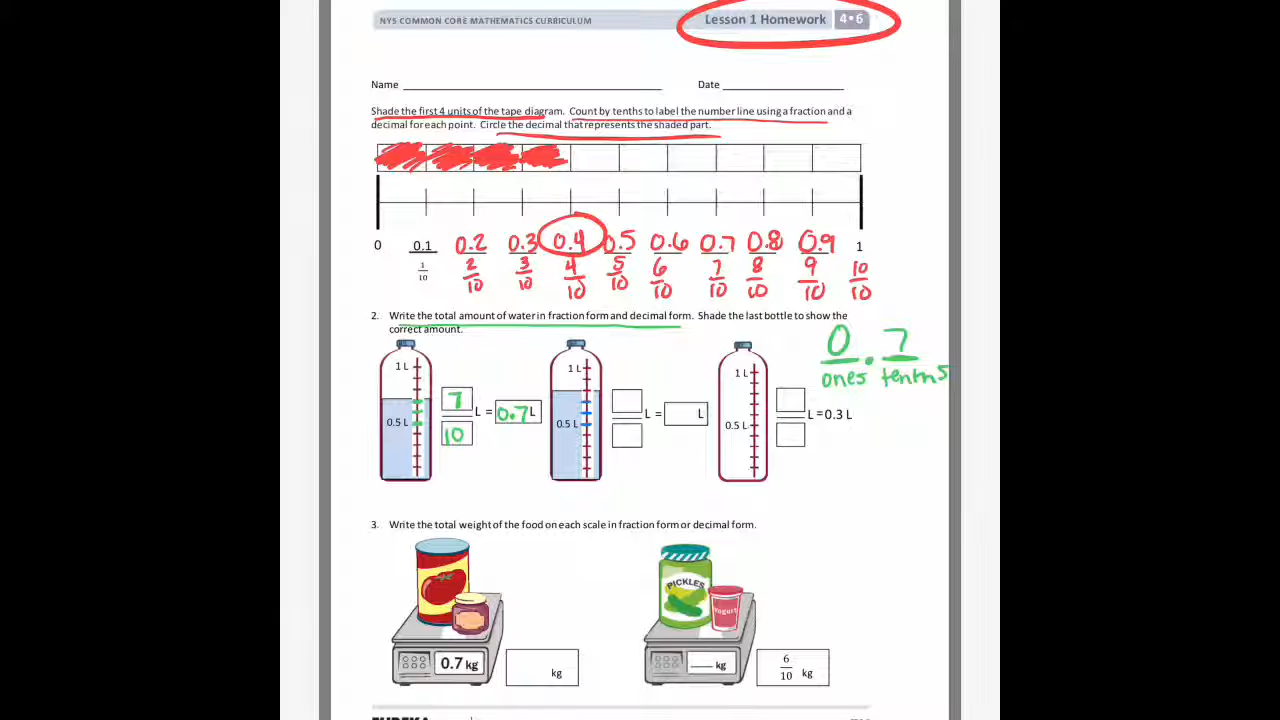 NYS COMMON CORE MATHEMATICS CURRICULUM Lesson 1 Homework 4•6
Name Date
Shade the first 4 units of the tape diagram. Count by tenths to label the number line using a fraction and a
decimal for each point. Circle the decimal that represents the shaded part.
0 0.1 0.2 0.3 0.4 0.5 0.6 0.7 0.8 0.9 1
1/10 2/10 3/10 4/10 5/10 6/10 7/10 8/10 9/10 10/10
2. Write the total amount of water in fraction form and decimal form. Shade the last bottle to show the
correct amount.
0.7
ones tenths
1 L 1 L 1 L
7/10 L = 0.7 L L = L L = 0.3 L
0.5 L 0.5 L 0.5 L
3. Write the total weight of the food on each scale in fraction form or decimal form.
PICKLES
Yogurt
0.7 kg kg kg 6/10 kg
EUREKA